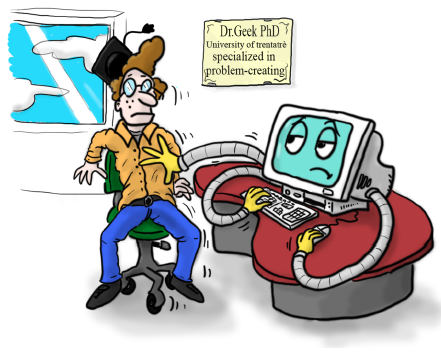 Dr.Geek PhD
University of trentatrè
specialized in
problem-creating